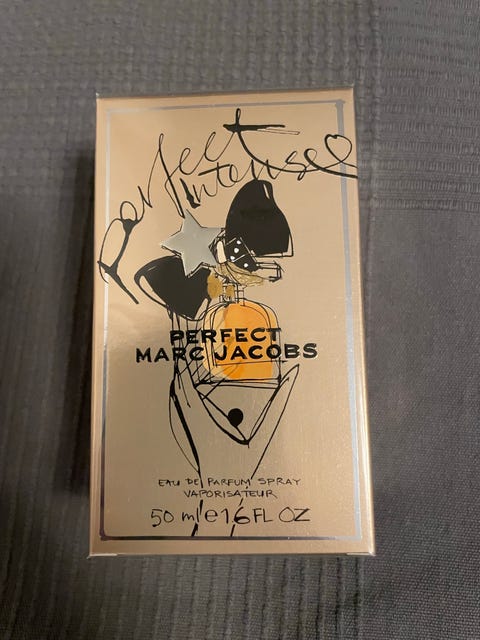 Perfect
Intense
PERFECT
MARC JACOBS
EAU DE PARFUM SPRAY
VAPORISATEUR
50 ml e 1.6 FL OZ